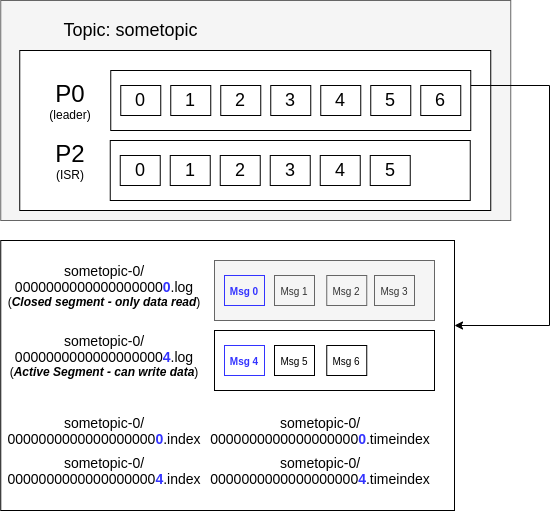 Topic: sometopic
P0
(leader)
0 1 2 3 4 5 6
P2
(ISR)
0 1 2 3 4 5
sometopic-0/
00000000000000000000.log
(Closed segment - only data read)
Msg 0 Msg 1 Msg 2 Msg 3
sometopic-0/
00000000000000000004.log
(Active Segment - can write data)
Msg 4 Msg 5 Msg 6
sometopic-0/
00000000000000000000.index
sometopic-0/
00000000000000000000.timeindex
sometopic-0/
00000000000000000004.index
sometopic-0/
00000000000000000004.timeindex